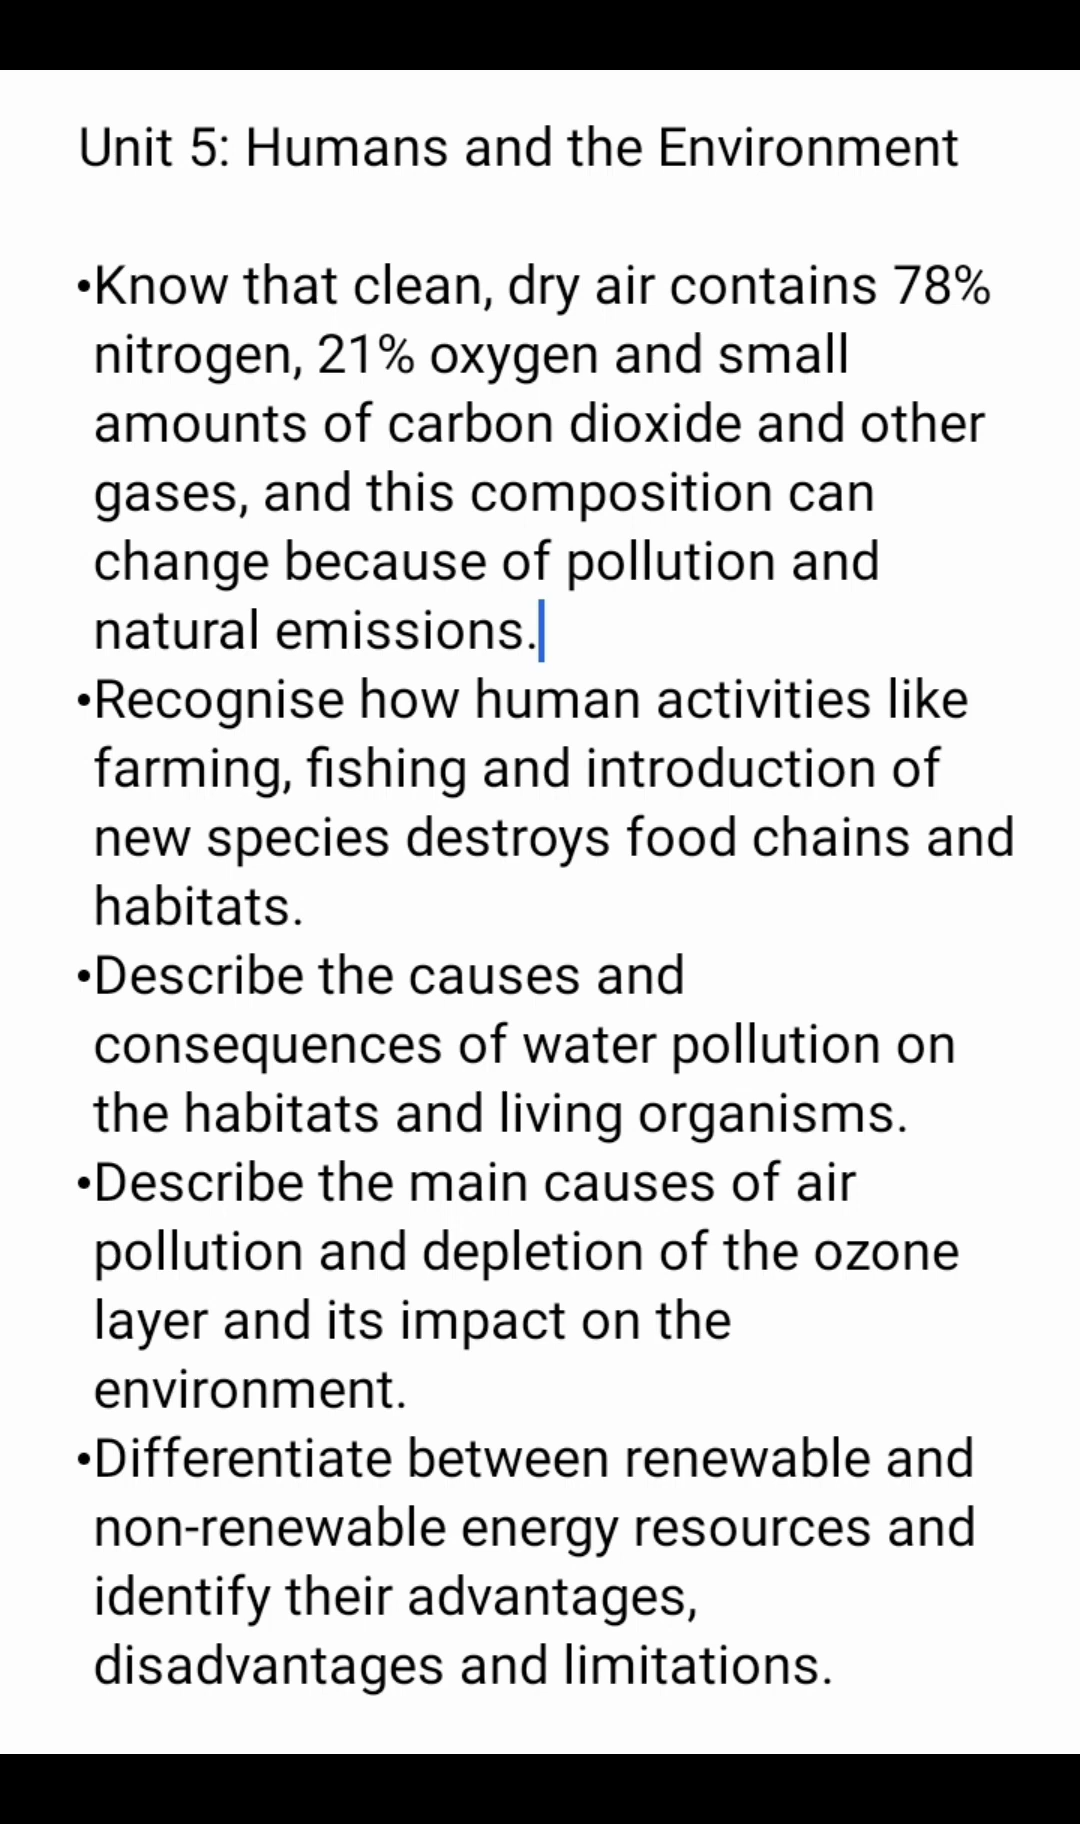 Unit 5: Humans and the Environment
•Know that clean, dry air contains 78%
nitrogen, 21% oxygen and small
amounts of carbon dioxide and other
gases, and this composition can
change because of pollution and
natural emissions.
•Recognise how human activities like
farming, fishing and introduction of
new species destroys food chains and
habitats.
•Describe the causes and
consequences of water pollution on
the habitats and living organisms.
•Describe the main causes of air
pollution and depletion of the ozone
layer and its impact on the
environment.
•Differentiate between renewable and
non-renewable energy resources and
identify their advantages,
disadvantages and limitations.